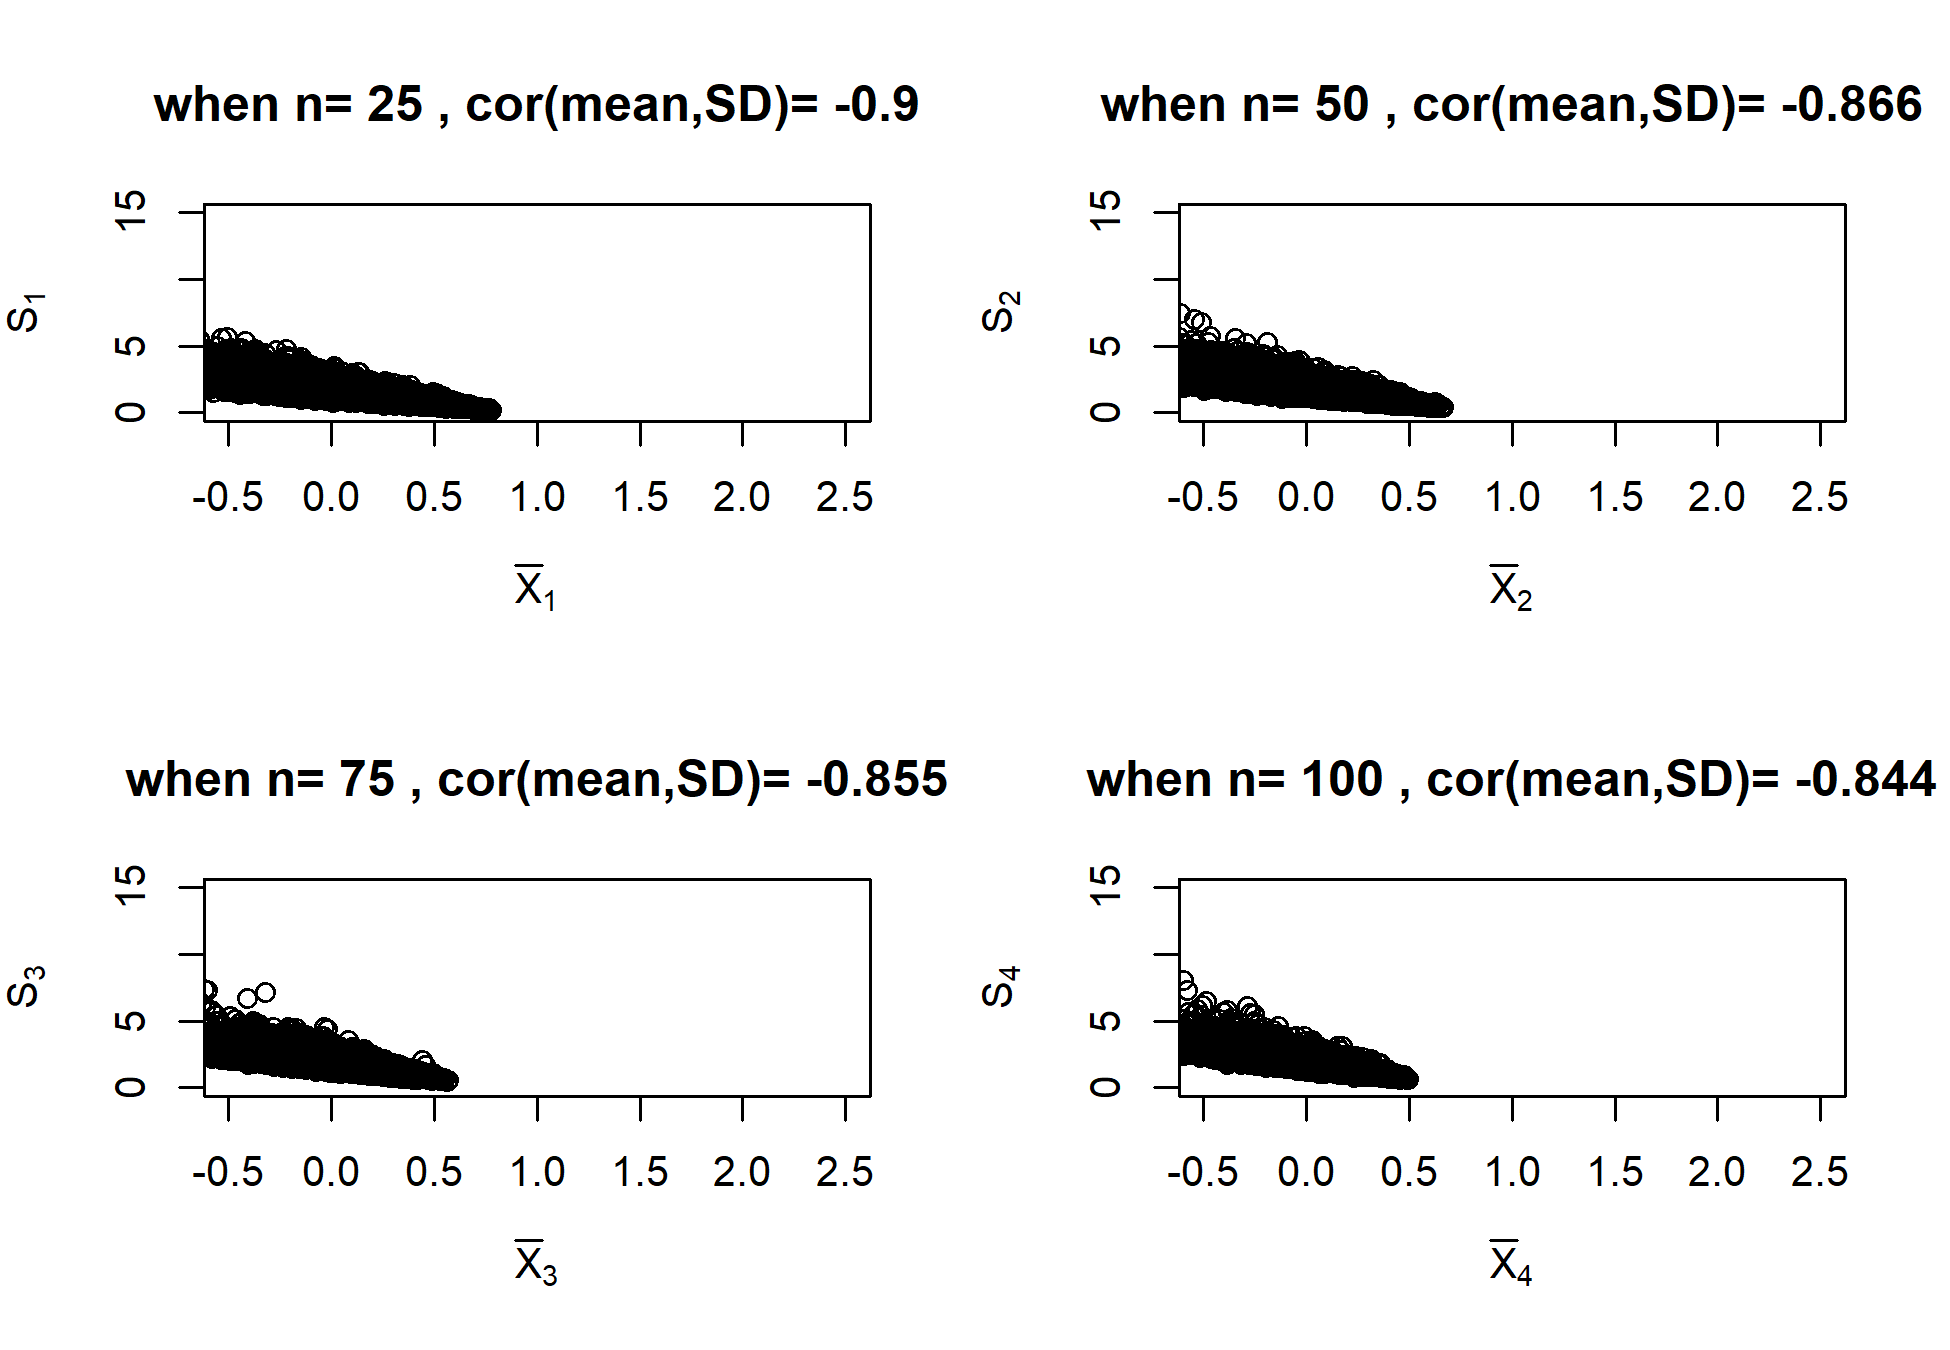 when n= 25 , cor(mean,SD)= -0.9
S1
15
5
0
-0.5 0.0 0.5 1.0 1.5 2.0 2.5
X̅1
when n= 50 , cor(mean,SD)= -0.866
S2
15
5
0
-0.5 0.0 0.5 1.0 1.5 2.0 2.5
X̅2
when n= 75 , cor(mean,SD)= -0.855
S3
15
5
0
-0.5 0.0 0.5 1.0 1.5 2.0 2.5
X̅3
when n= 100 , cor(mean,SD)= -0.844
S4
15
5
0
-0.5 0.0 0.5 1.0 1.5 2.0 2.5
X̅4